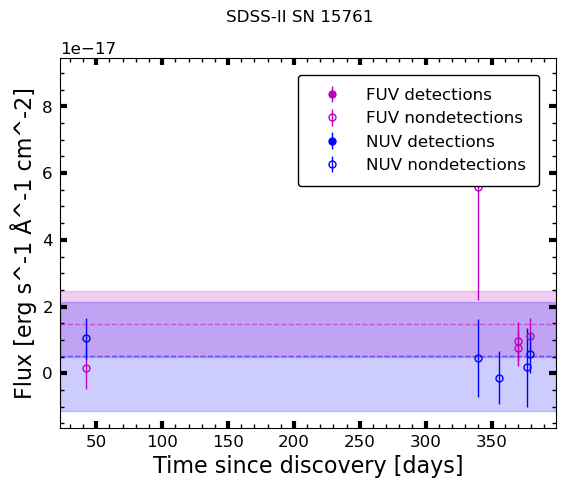 SDSS-II SN 15761
1e−17
FUV detections
FUV nondetections
NUV detections
NUV nondetections
8
6
4
2
0
Flux [erg s^-1 Å^-1 cm^-2]
50 100 150 200 250 300 350
Time since discovery [days]